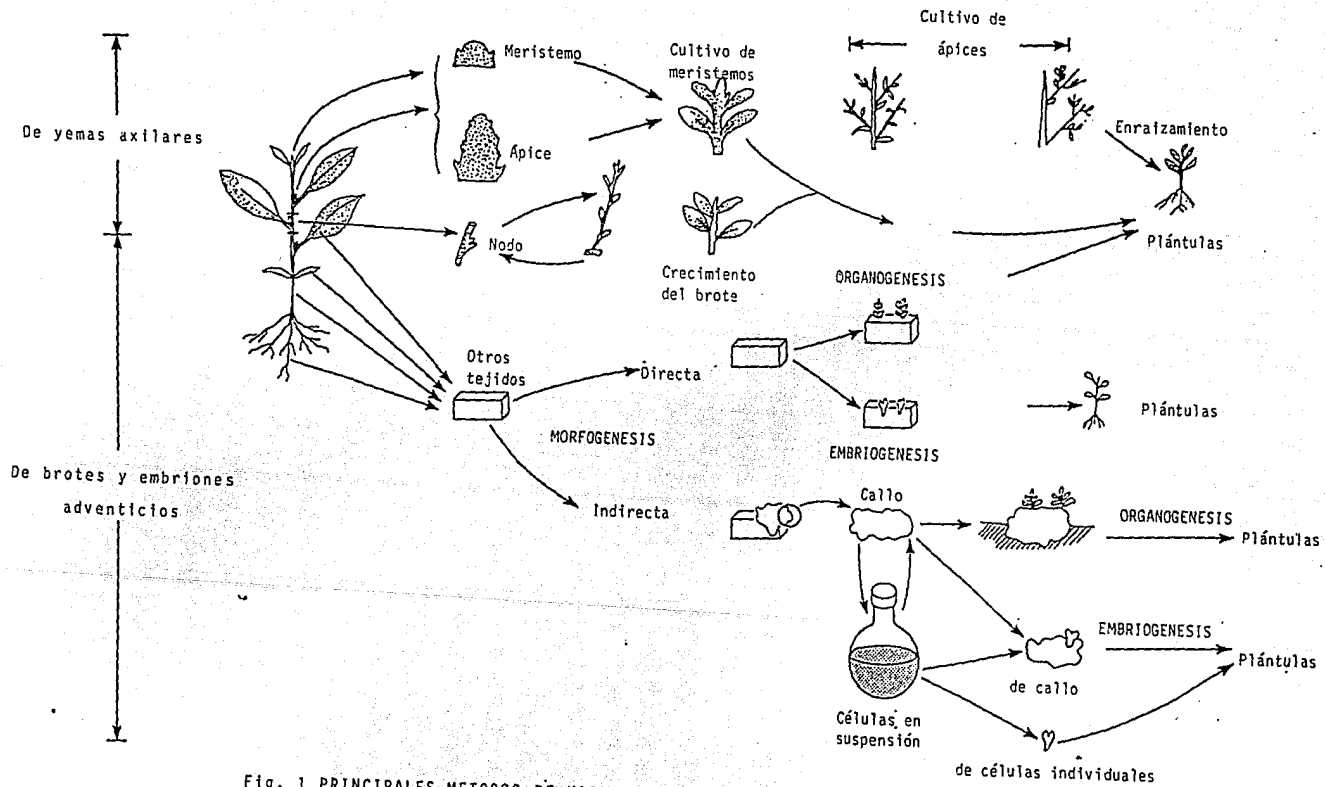 Cultivo de
ápices
De yemas axilares
Meristemo
Ápice
Nodo
Cultivo de
meristemos
Crecimiento
del brote
Enraizamiento
Plántulas
ORGANOGENESIS
Otros
tejidos
Directa
MORFOGENESIS
Indirecta
EMBRIOGENESIS
Plántulas
De brotes y embriones
adventicios
Callo
ORGANOGENESIS
Plántulas
EMBRIOGENESIS
Plántulas
de callo
Células en
suspensión
de células individuales
Fig. 1 PRINCIPALES METODOS DE